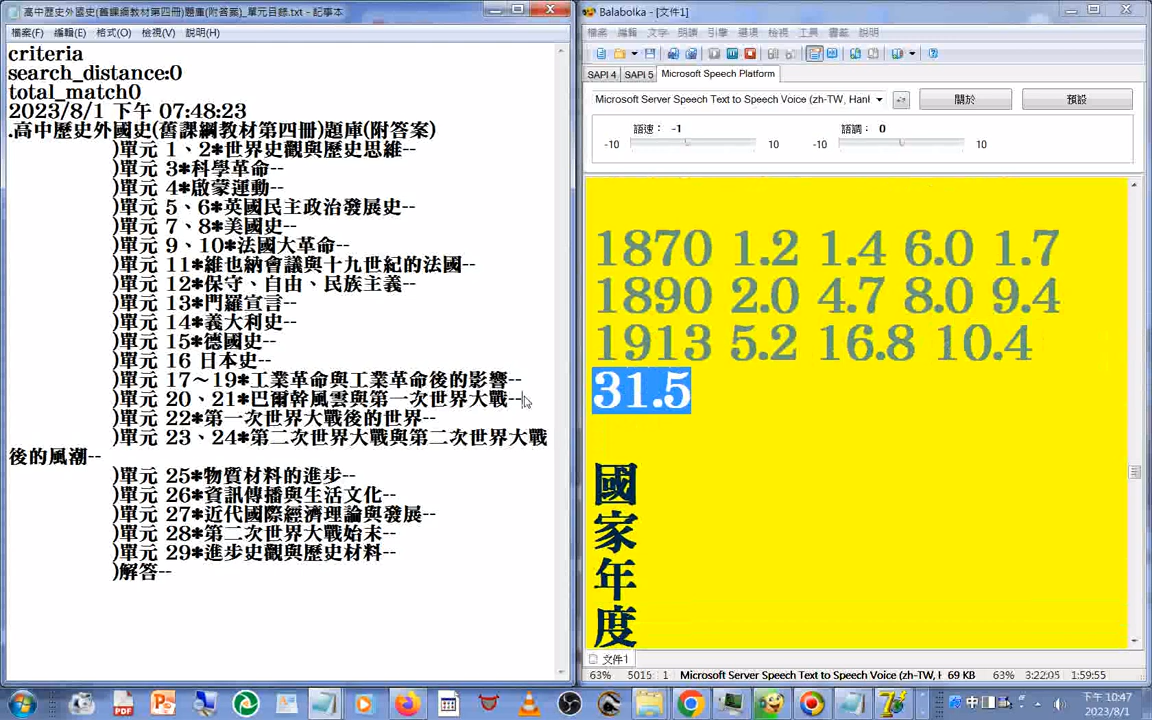 高中歷史外國史(舊課綱教材第四冊)題庫(附答案)_單元目錄.txt - 記事本
檔案(F) 編輯(E) 格式(O) 檢視(V) 說明(H)
criteria
search_distance:0
total_match0
2023/8/1 下午 07:48:23
.高中歷史外國史(舊課綱教材第四冊)題庫(附答案)
)單元 1、2*世界史觀與歷史思維--
)單元 3*科學革命--
)單元 4*啟蒙運動--
)單元 5、6*英國民主政治發展史--
)單元 7、8*美國史--
)單元 9、10*法國大革命--
)單元 11*維也納會議與十九世紀的法國--
)單元 12*保守、自由、民族主義--
)單元 13*門羅宣言--
)單元 14*義大利史--
)單元 15*德國史--
)單元 16 日本史--
)單元 17～19*工業革命與工業革命後的影響--
)單元 20、21*巴爾幹風雲與第一次世界大戰--
)單元 22*第一次世界大戰後的世界--
)單元 23、24*第二次世界大戰與第二次世界大戰
後的風潮--
)單元 25*物質材料的進步--
)單元 26*資訊傳播與生活文化--
)單元 27*近代國際經濟理論與發展--
)單元 28*第二次世界大戰始末--
)單元 29*進步史觀與歷史材料--
)解答--
Balabolka - [文件1]
檔案 編輯 文字 朗讀 引擎 選項 檢視 工具 書籤 說明
SAPI 4 SAPI 5 Microsoft Speech Platform
Microsoft Server Speech Text to Speech Voice (zh-TW, Hanl 關於 預設
語速： -1 語調： 0
-10 10 -10 10
1870 1.2 1.4 6.0 1.7
1890 2.0 4.7 8.0 9.4
1913 5.2 16.8 10.4
31.5
國
家
年
度
文件1
63% 5015: 1 Microsoft Server Speech Text to Speech Voice (zh-TW, H 69 KB 63% 3:22:05 1:59:55
中 下午 10:47
2023/8/1